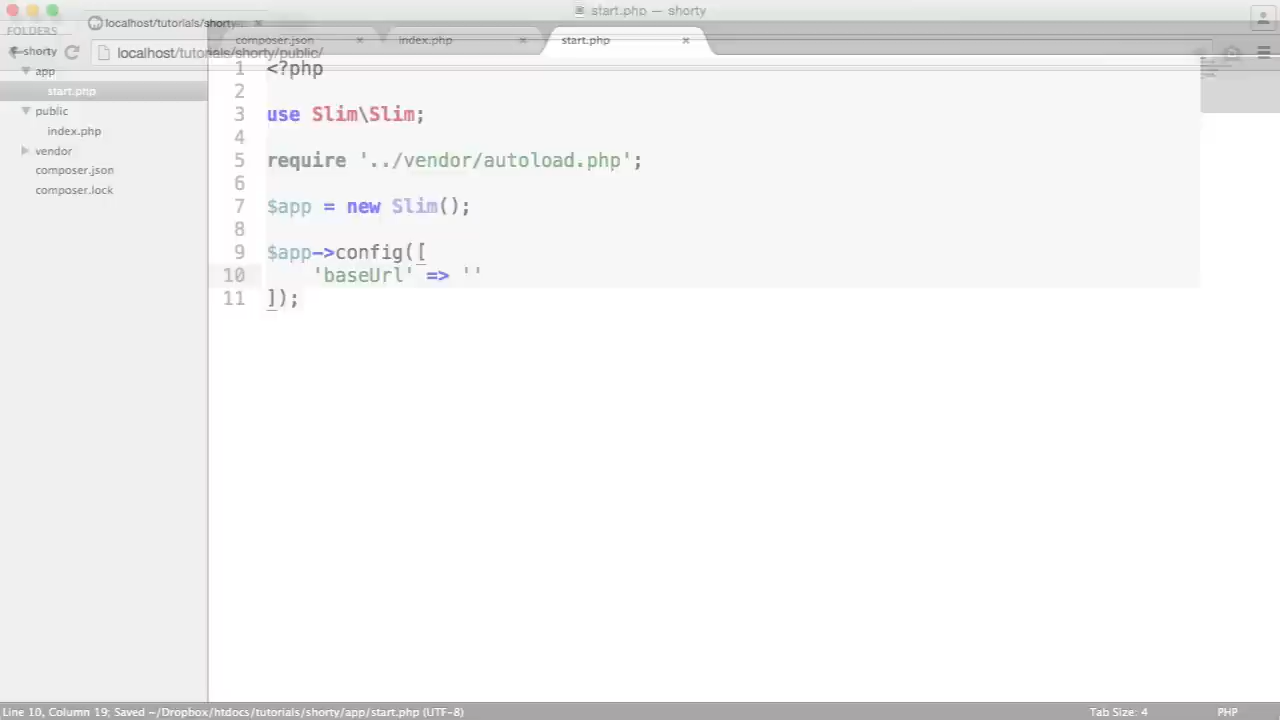 start.php — shorty
localhost/tutorials/shorty
FOLDERS
shorty
localhost/tutorials/shorty/public/
composer.json
index.php
start.php
app
start.php
public
index.php
vendor
composer.json
composer.lock
1 <?php
2
3 use Slim\Slim;
4
5 require '../vendor/autoload.php';
6
7 $app = new Slim();
8
9 $app->config([
10 'baseUrl' => ''
11 ]);
Line 10, Column 19; Saved ~/Dropbox/htdocs/tutorials/shorty/app/start.php (UTF-8)
Tab Size: 4
PHP